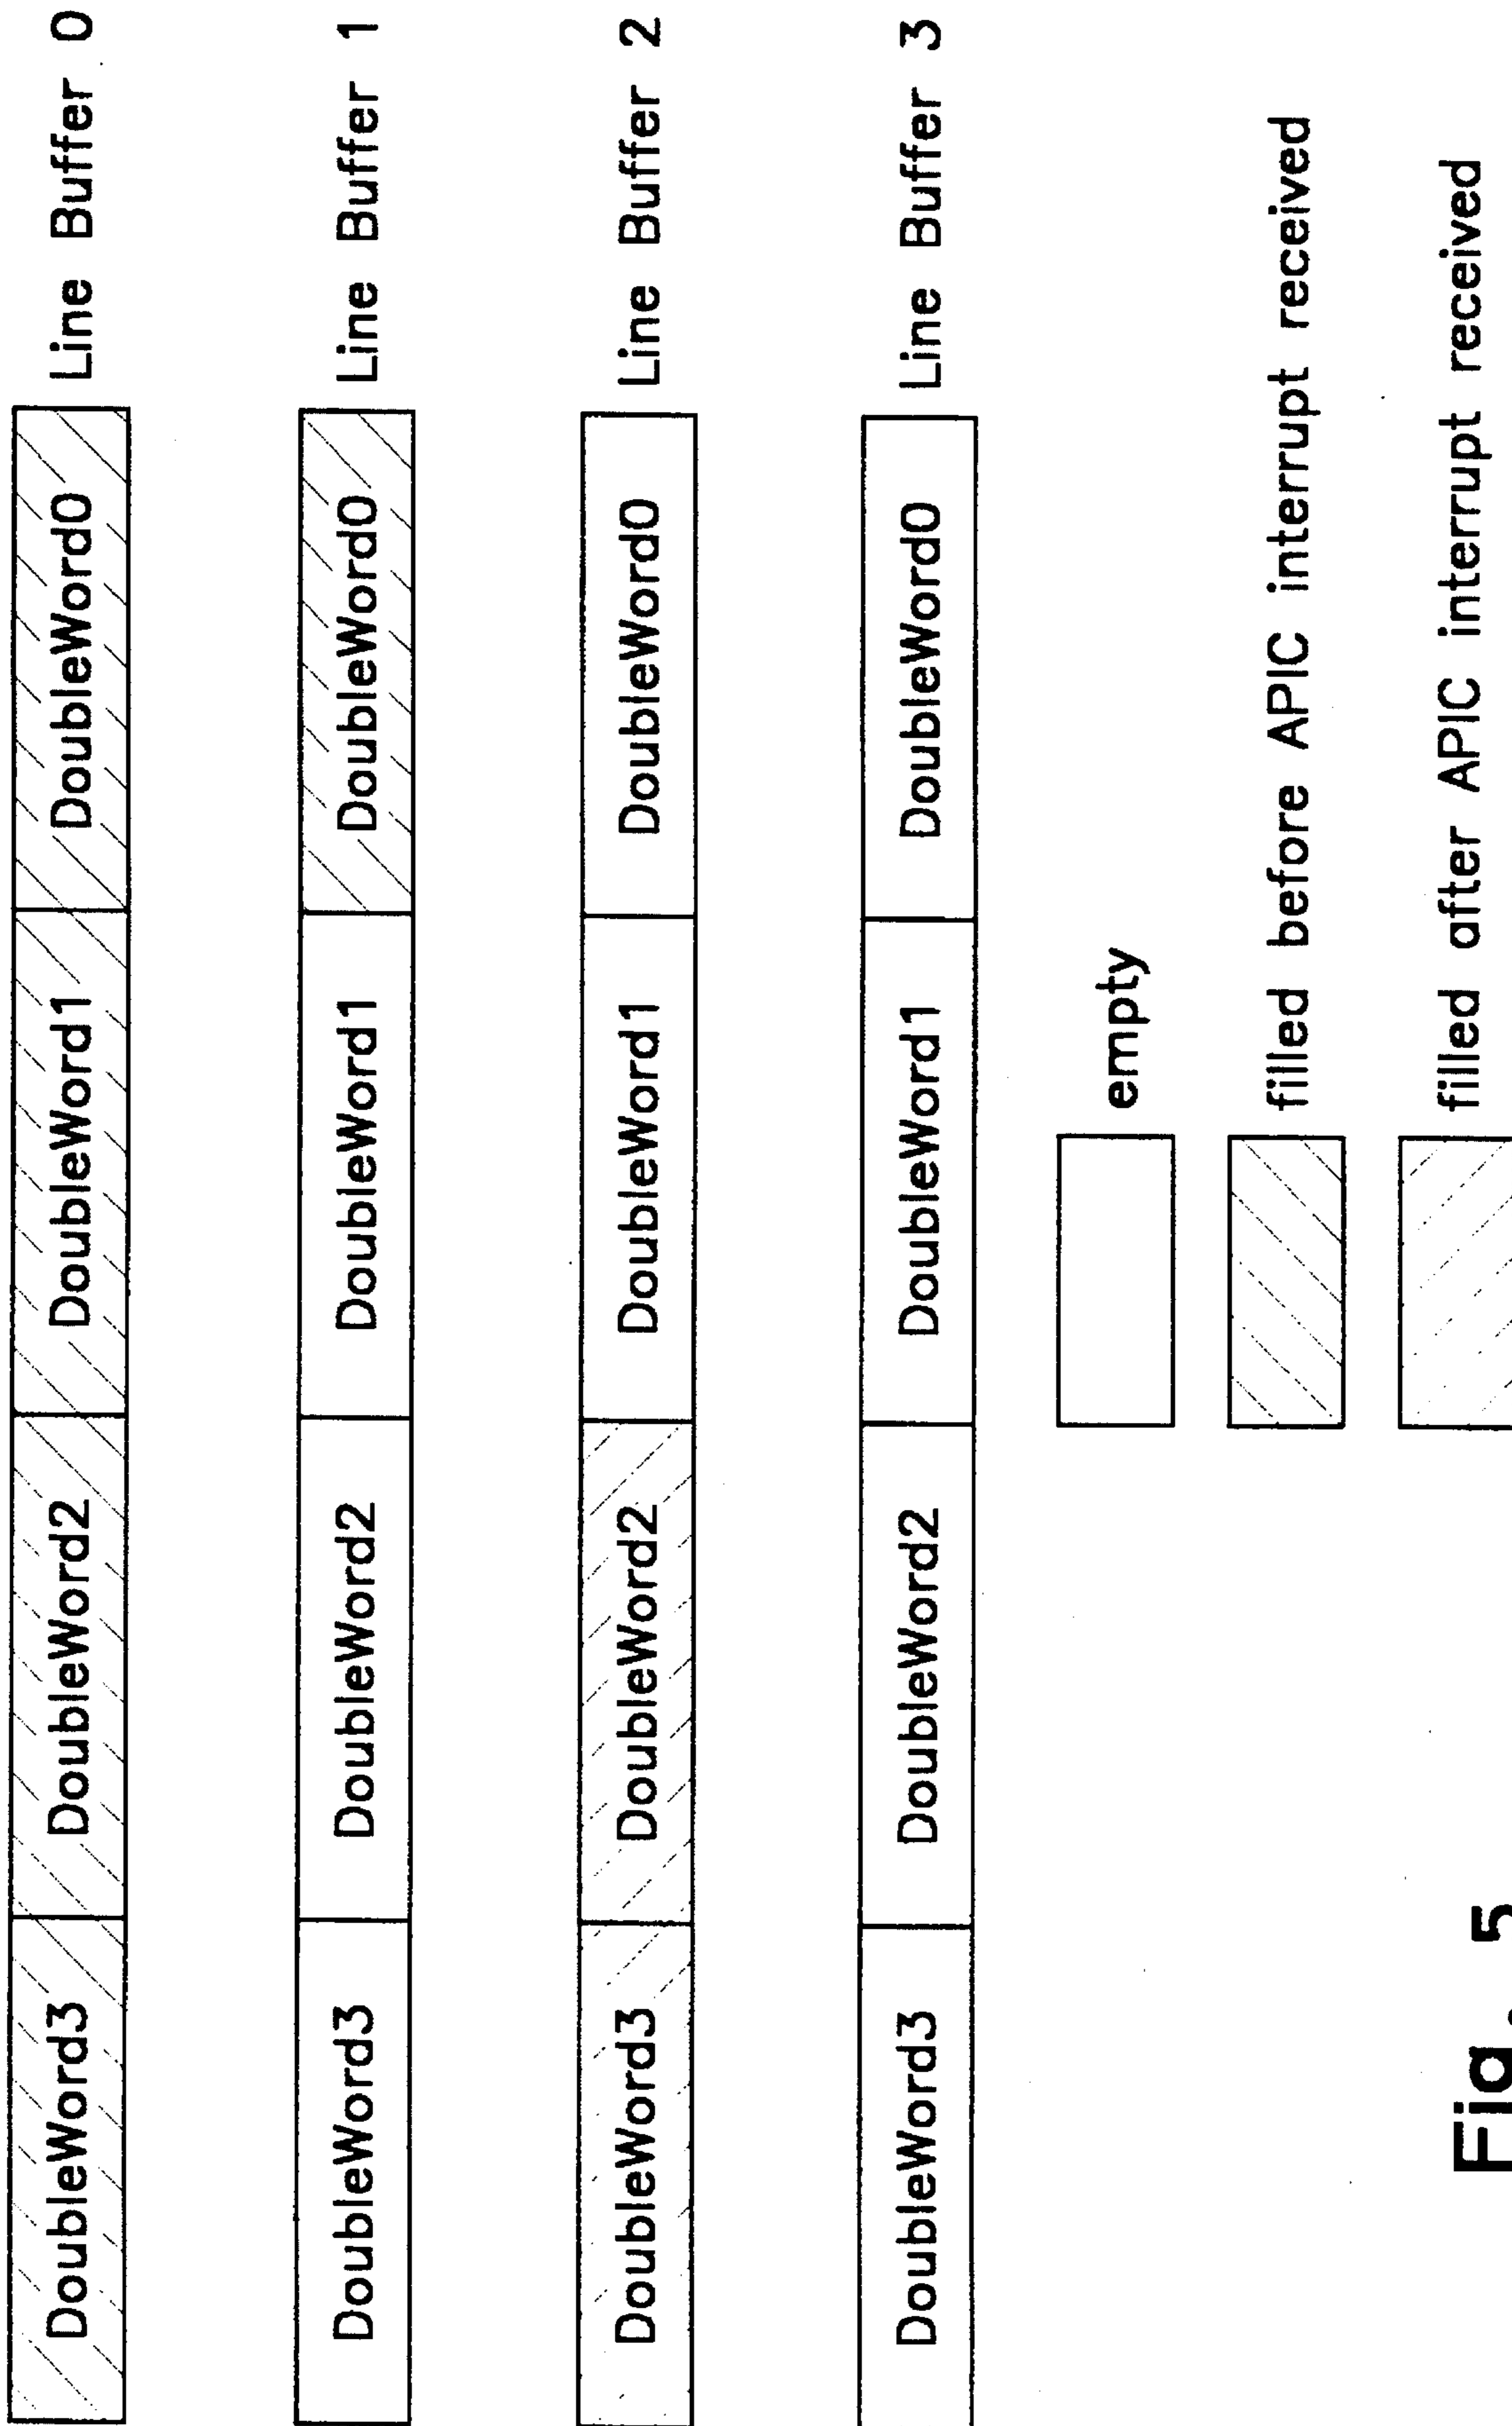 DoubleWord3 DoubleWord2 DoubleWord1 DoubleWord0 Line Buffer 0
DoubleWord3 DoubleWord2 DoubleWord1 DoubleWord0 Line Buffer 1
DoubleWord3 DoubleWord2 DoubleWord1 DoubleWord0 Line Buffer 2
DoubleWord3 DoubleWord2 DoubleWord1 DoubleWord0 Line Buffer 3
empty
filled before APIC interrupt received
filled after APIC interrupt received
Fig. 5